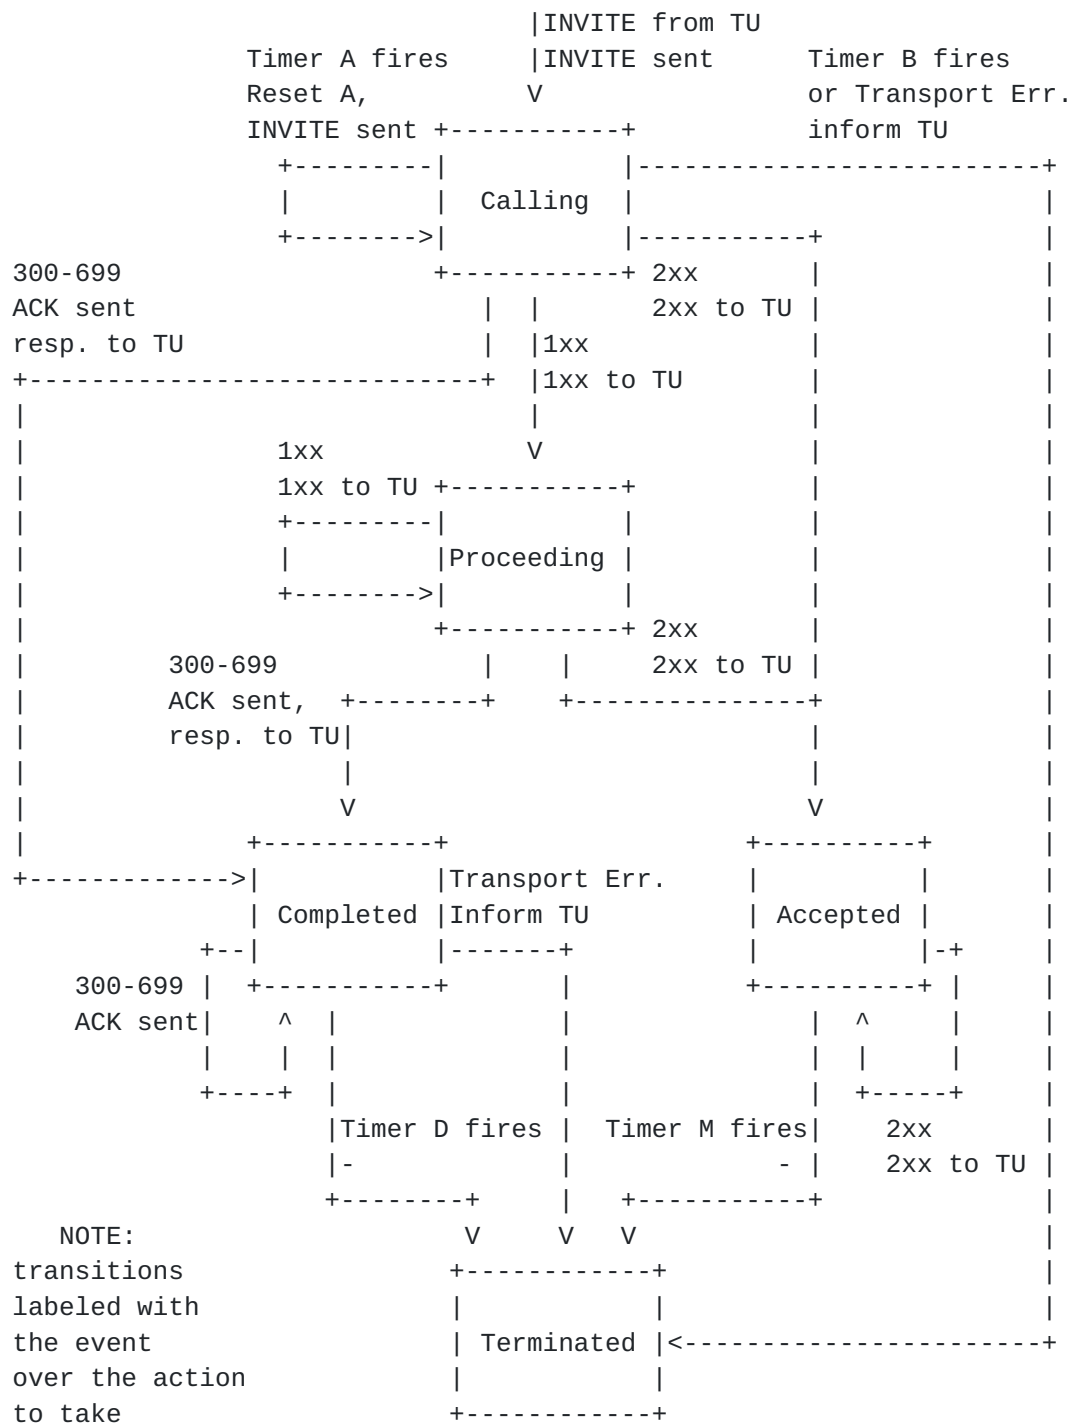 INVITE from TU
Timer A fires INVITE sent Timer B fires
Reset A, V or Transport Err.
INVITE sent inform TU
Calling
300-699 2xx
ACK sent 2xx to TU
resp. to TU 1xx
1xx to TU
1xx V
1xx to TU
Proceeding
2xx
300-699 2xx to TU
ACK sent,
resp. to TU
V V
Transport Err.
Completed Inform TU Accepted
300-699
ACK sent
Timer D fires Timer M fires 2xx
- - 2xx to TU
NOTE: V V V
transitions
labeled with
the event Terminated
over the action
to take